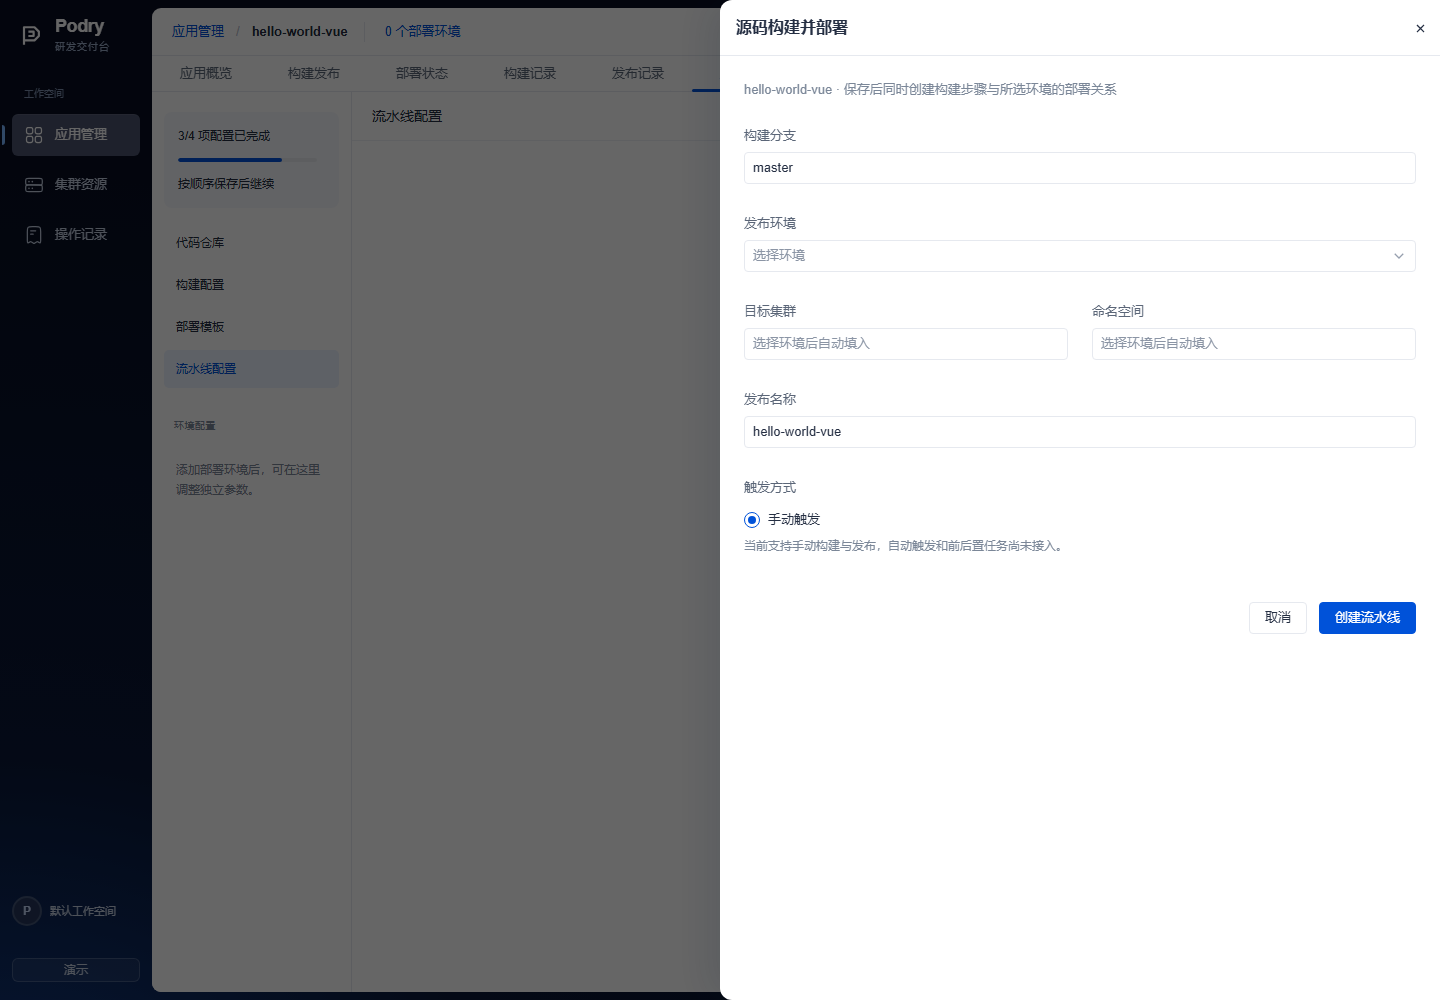 Podry
研发交付台
工作空间
应用管理
集群资源
操作记录
P 默认工作空间
演示
应用管理 / hello-world-vue 0 个部署环境
应用概览 构建发布 部署状态 构建记录 发布记录
3/4 项配置已完成
按顺序保存后继续
代码仓库
构建配置
部署模板
流水线配置
环境配置
添加部署环境后，可在这里
调整独立参数。
流水线配置
源码构建并部署
hello-world-vue · 保存后同时创建构建步骤与所选环境的部署关系
构建分支
master
发布环境
选择环境
目标集群 命名空间
选择环境后自动填入 选择环境后自动填入
发布名称
hello-world-vue
触发方式
手动触发
当前支持手动构建与发布，自动触发和前后置任务尚未接入。
取消 创建流水线